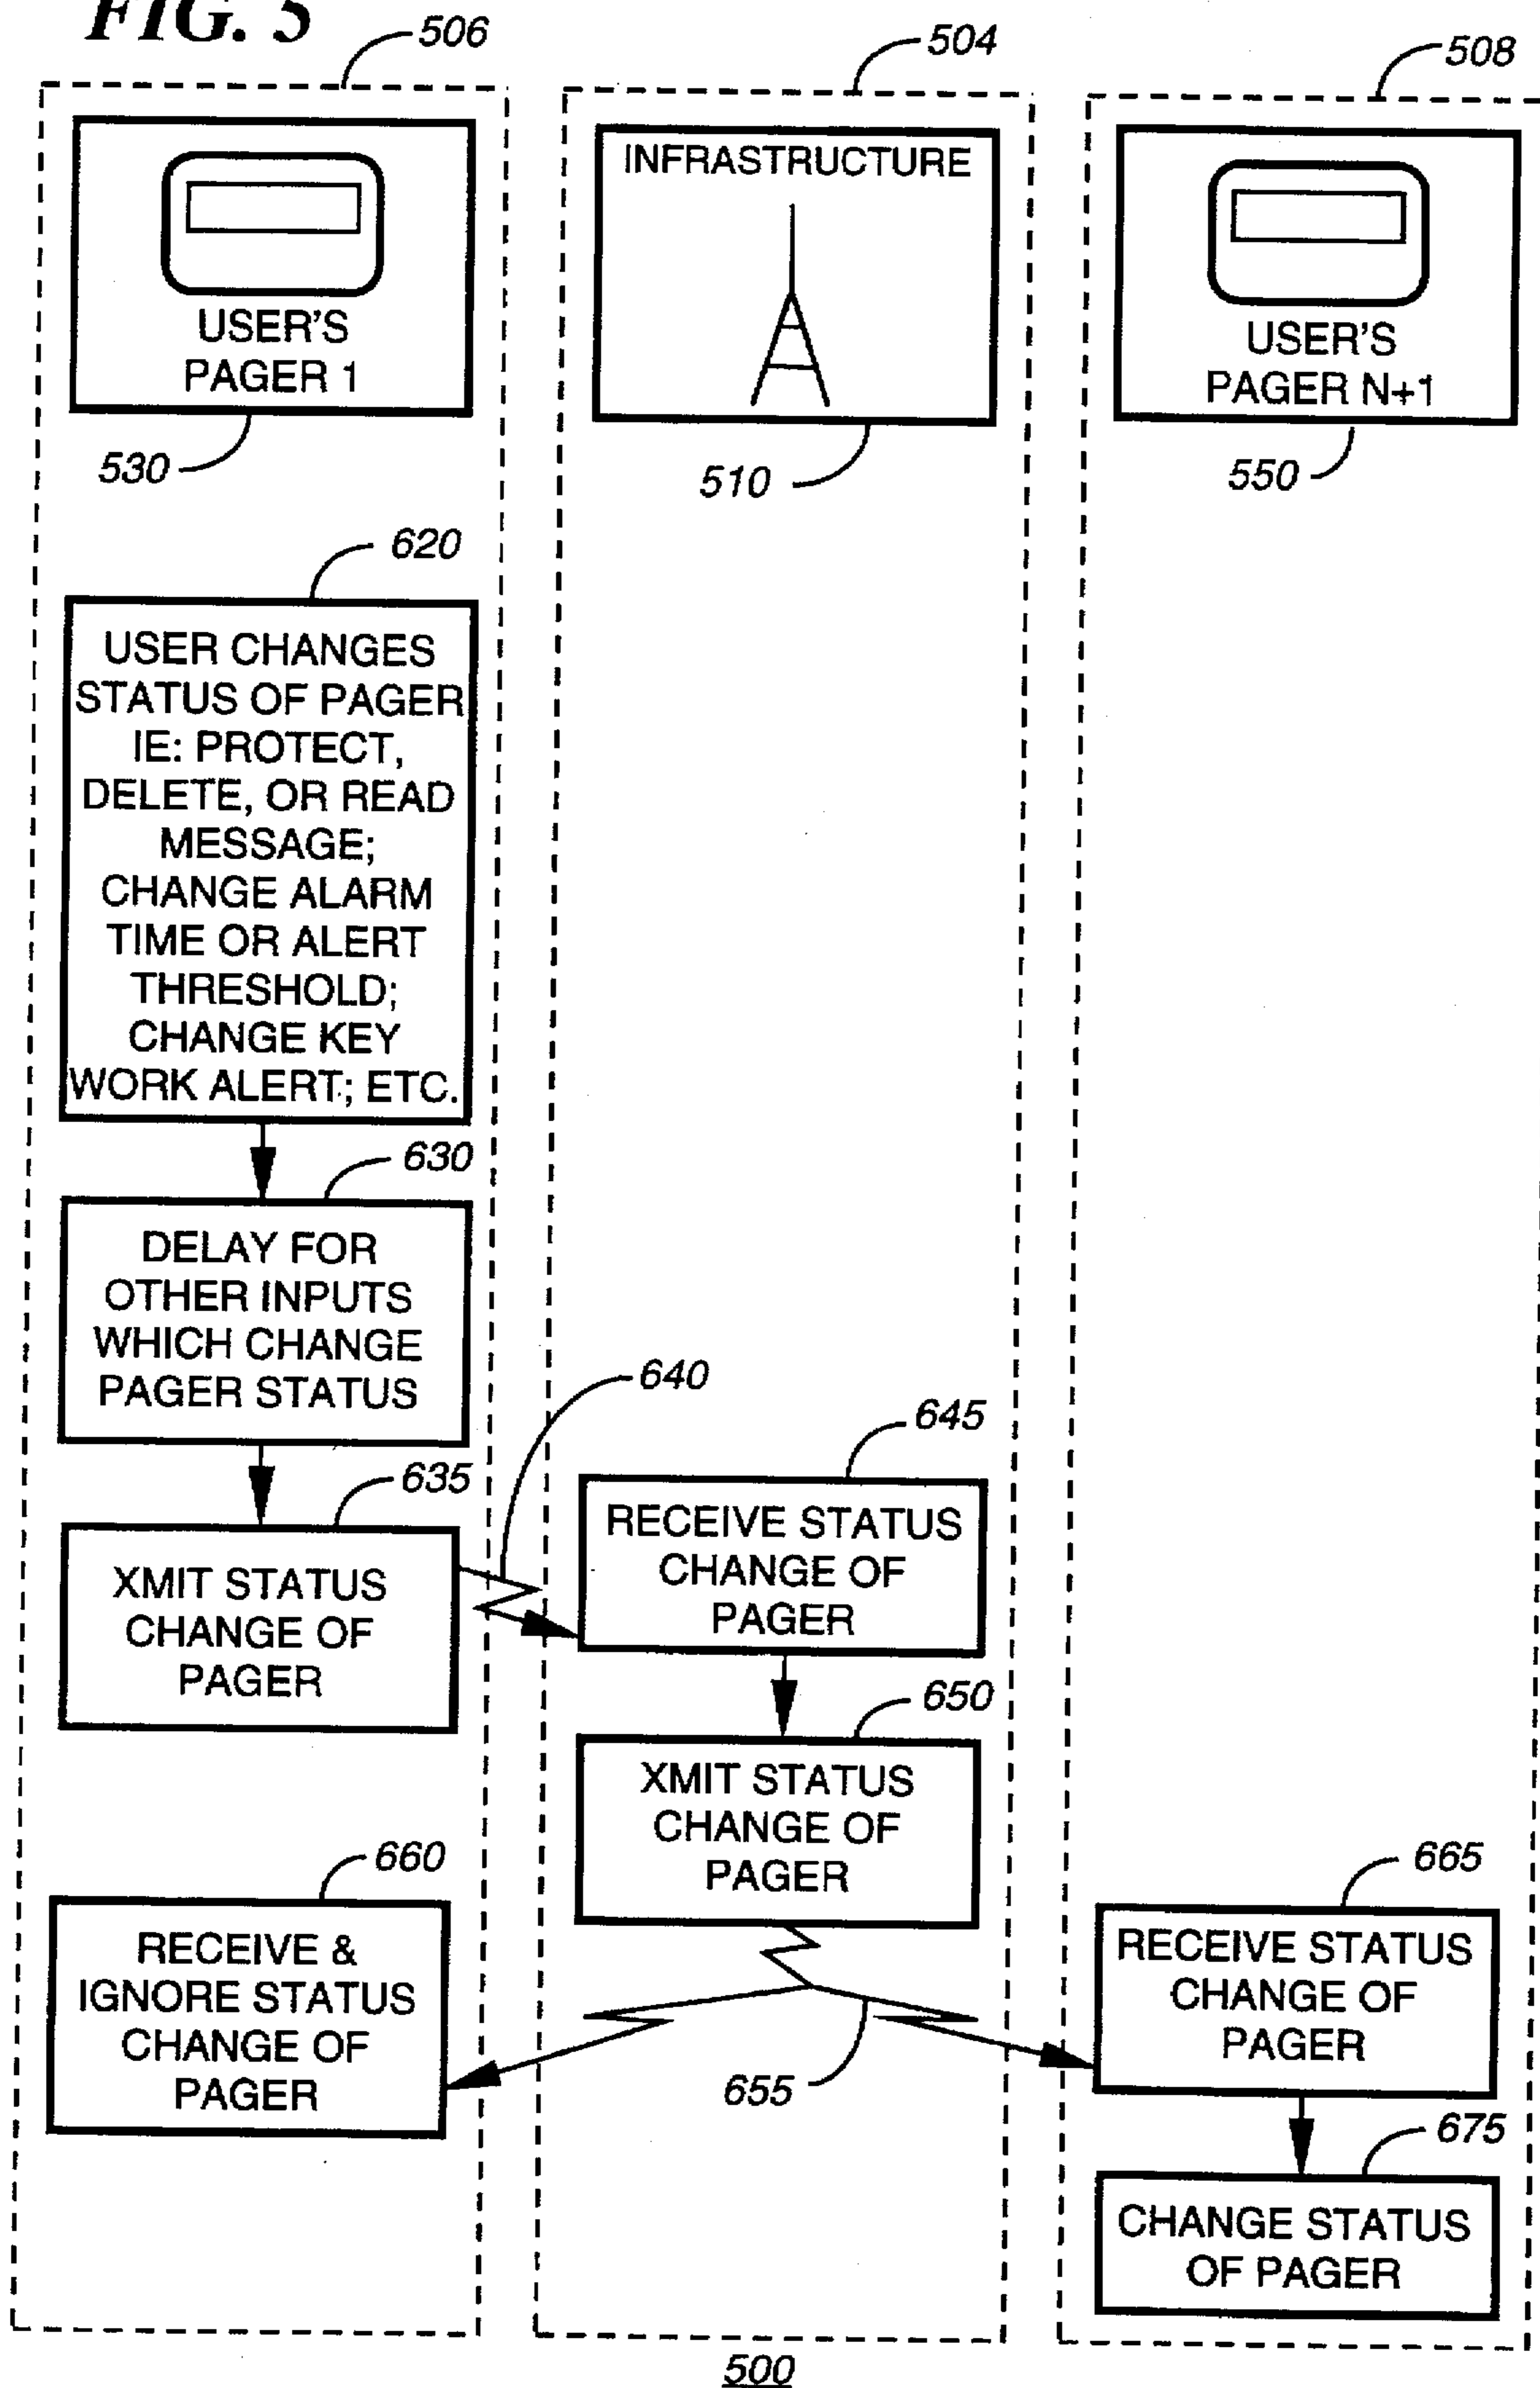 FIG. 5
506
504
508
INFRASTRUCTURE
USER'S
PAGER 1
USER'S
PAGER N+1
530
510
550
620
USER CHANGES
STATUS OF PAGER
IE: PROTECT,
DELETE, OR READ
MESSAGE;
CHANGE ALARM
TIME OR ALERT
THRESHOLD;
CHANGE KEY
WORK ALERT; ETC.
630
DELAY FOR
OTHER INPUTS
WHICH CHANGE
PAGER STATUS
640
635
645
XMIT STATUS
CHANGE OF
PAGER
RECEIVE STATUS
CHANGE OF
PAGER
650
XMIT STATUS
CHANGE OF
PAGER
660
RECEIVE &
IGNORE STATUS
CHANGE OF
PAGER
655
665
RECEIVE STATUS
CHANGE OF
PAGER
675
CHANGE STATUS
OF PAGER
500